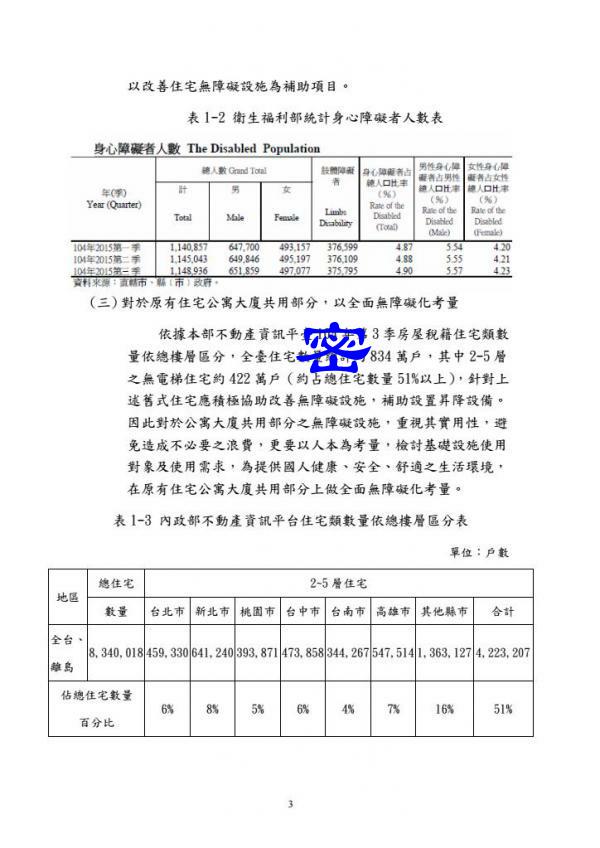 以改善住宅無障礙設施為補助項目。
表 1-2 衛生福利部統計身心障礙者人數表
身心障礙者人數 The Disabled Population
年(季) Year (Quarter) 總人數 Grand Total 肢體障礙者 Limbs Disability 身心障礙者占總人口比率（%） Rate of the Disabled (Total) 男性身心障礙者占男性總人口比率（%） Rate of the Disabled (Male) 女性身心障礙者占女性總人口比率（%） Rate of the Disabled (Female)
計 Total 男 Male 女 Female
104年2015第一 季 1,140,857 647,700 493,157 376,599 4.87 5.54 4.20
104年2015第二 季 1,145,043 649,846 495,197 376,109 4.88 5.55 4.21
104年2015第三 季 1,148,936 651,859 497,077 375,795 4.90 5.57 4.23
資料來源：直轄市、縣（市）政府。
(三)對於原有住宅公寓大廈共用部分，以全面無障礙化考量
依據本部不動產資訊平 3 季房屋稅籍住宅類數
密
量依總樓層區分，全臺住宅 834 萬戶，其中 2-5 層
之無電梯住宅約 422 萬戶（約占總住宅數量 51%以上），針對上
述舊式住宅應積極協助改善無障礙設施，補助設置昇降設備。
因此對於公寓大廈共用部分之無障礙設施，重視其實用性，避
免造成不必要之浪費，更要以人本為考量，檢討基礎設施使用
對象及使用需求，為提供國人健康、安全、舒適之生活環境，
在原有住宅公寓大廈共用部分上做全面無障礙化考量。
表 1-3 內政部不動產資訊平台住宅類數量依總樓層區分表
單位：戶數
地區 總住宅數量 2~5 層住宅
台北市 新北市 桃園市 台中市 台南市 高雄市 其他縣市 合計
全台、離島 8,340,018 459,330 641,240 393,871 473,858 344,267 547,514 1,363,127 4,223,207
佔總住宅數量百分比 6% 8% 5% 6% 4% 7% 16% 51%
3